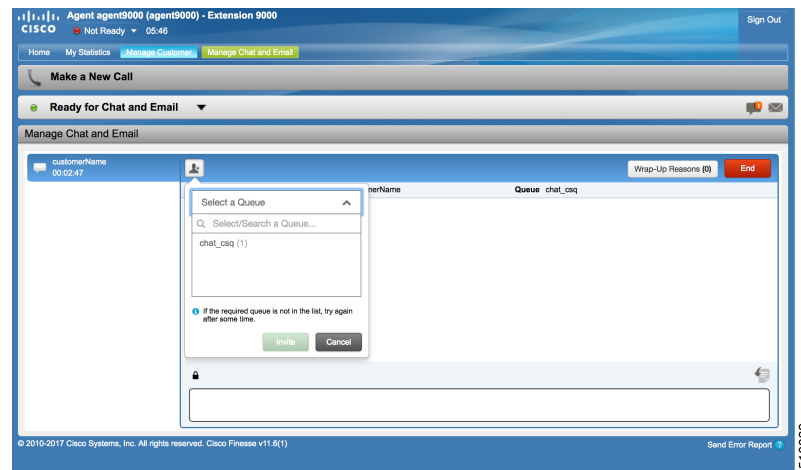 Agent agent9000 (agent9000) - Extension 9000
Sign Out
CISCO
Not Ready 05:46
Home My Statistics Manage Customer Manage Chat and Email
Make a New Call
Ready for Chat and Email
Manage Chat and Email
customerName
00:02:47
Wrap-Up Reasons (0)
End
merName
Queue chat_csq
Select a Queue
Select/Search a Queue...
chat_csq (1)
If the required queue is not in the list, try again
after some time.
Invite
Cancel
© 2010-2017 Cisco Systems, Inc. All rights reserved. Cisco Finesse v11.6(1)
Send Error Report